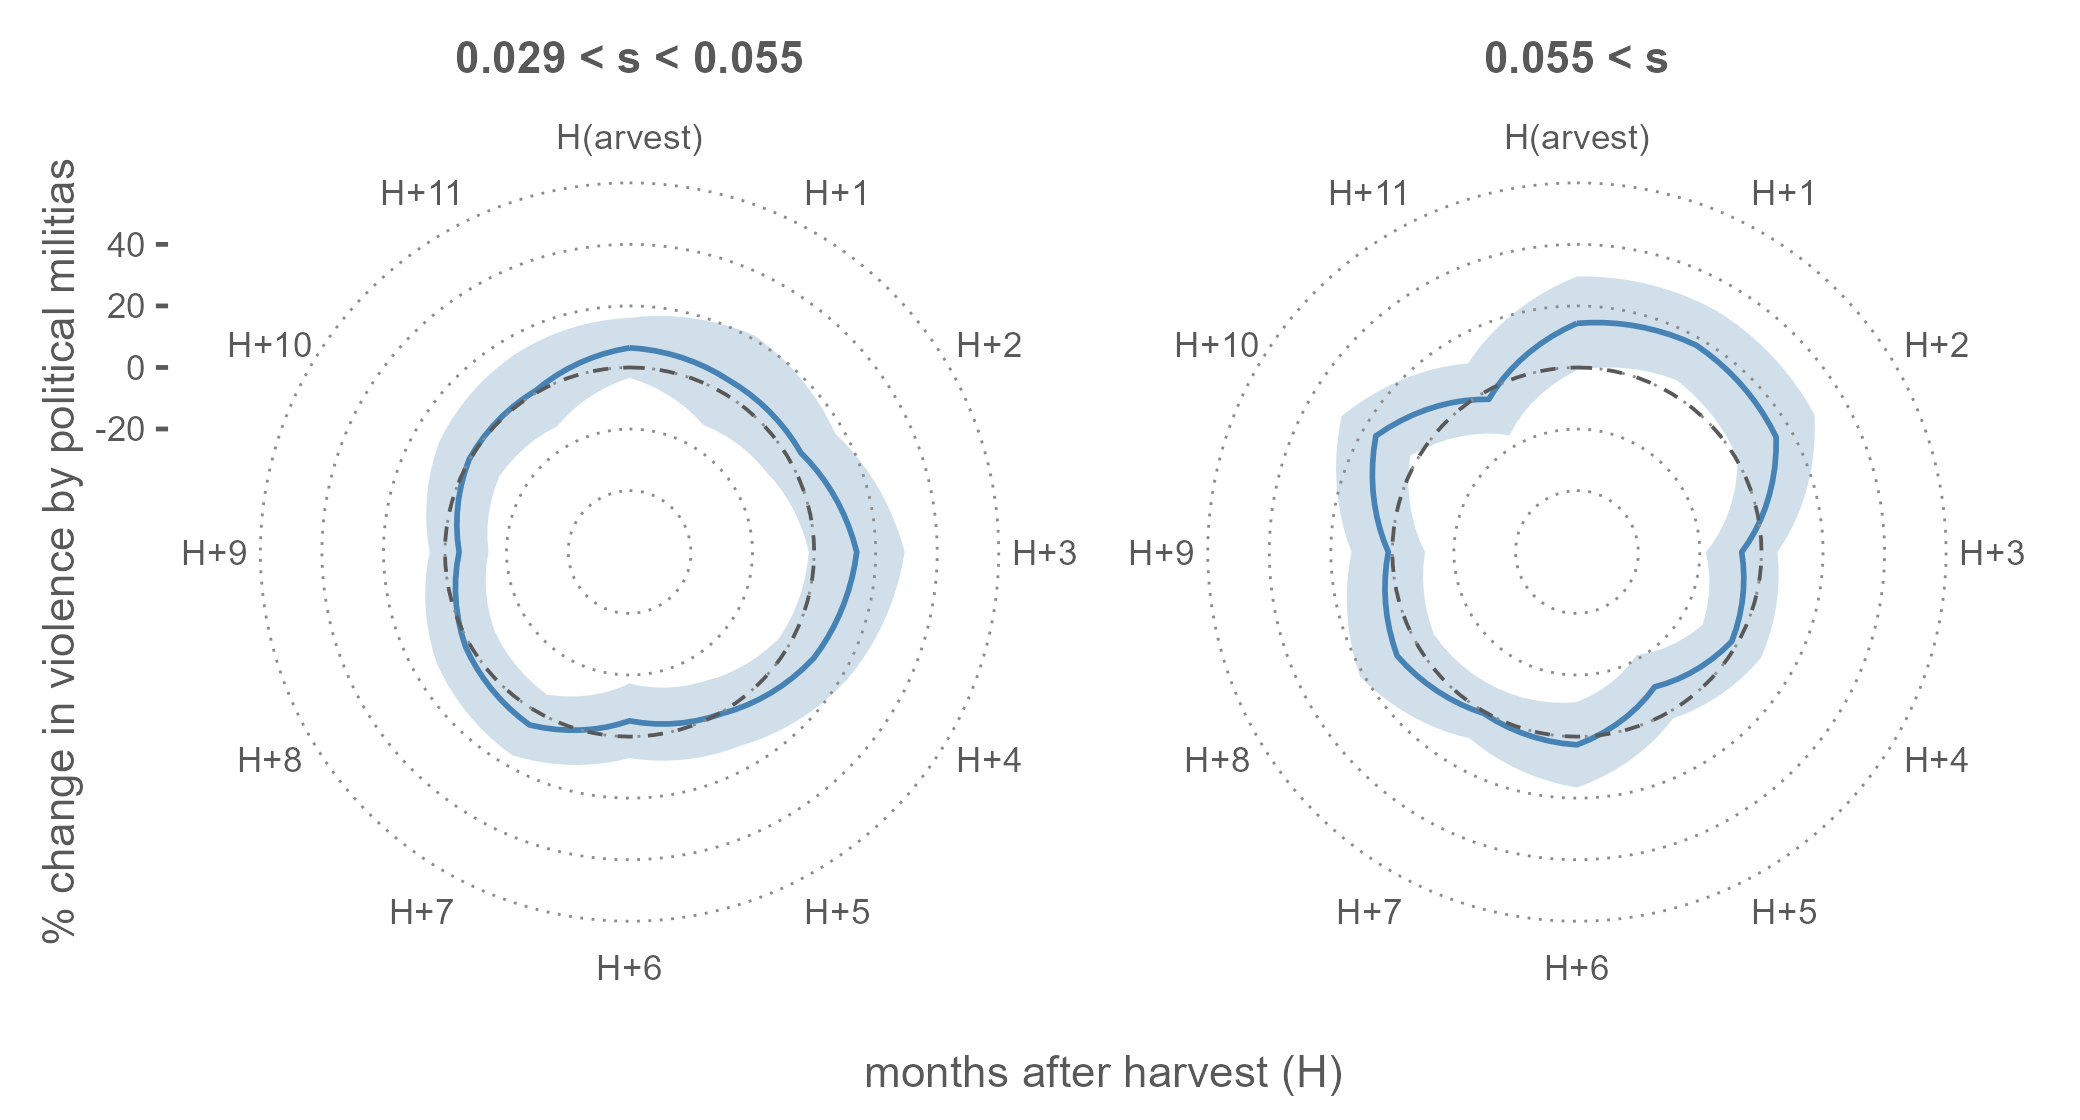 0.029 < s < 0.055
0.055 < s
% change in violence by political militias
40
20
0
-20
H(arvest)
H+1
H+2
H+3
H+4
H+5
H+6
H+7
H+8
H+9
H+10
H+11
H(arvest)
H+1
H+2
H+3
H+4
H+5
H+6
H+7
H+8
H+9
H+10
H+11
months after harvest (H)